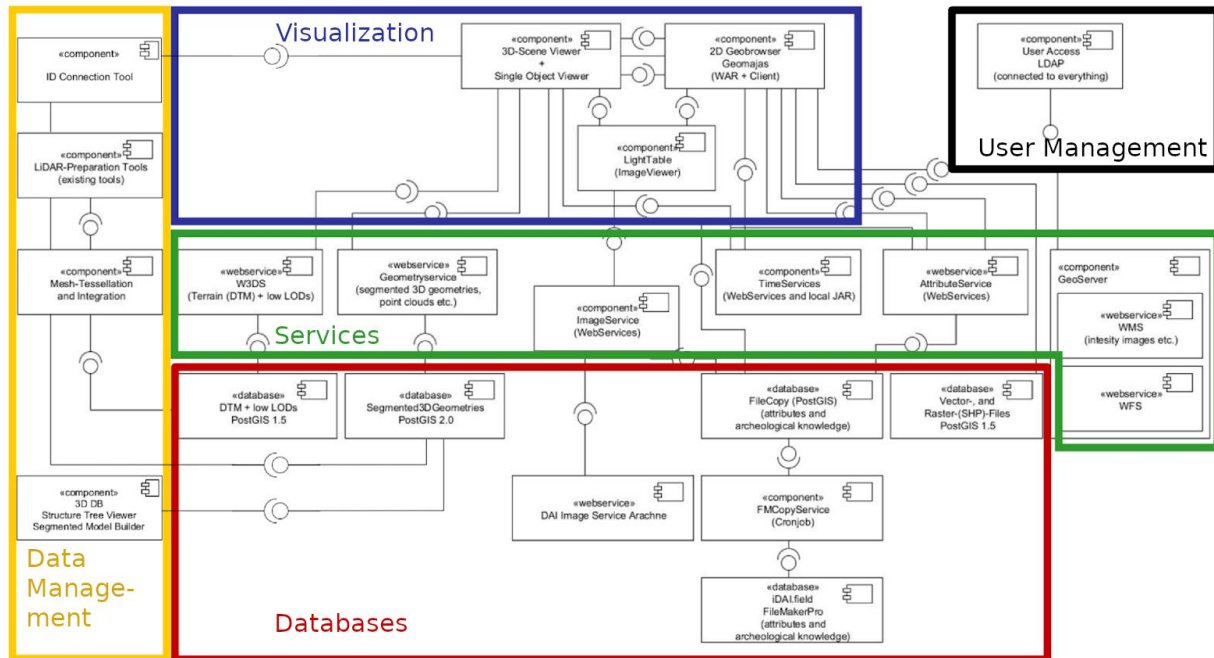 Visualization
«component»
ID Connection Tool
«component»
3D-Scene Viewer
+
Single Object Viewer
«component»
2D Geobrowser
Geomajas
(WAR + Client)
«component»
User Access
LDAP
(connected to everything)
User Management
«component»
LiDAR-Preparation Tools
(existing tools)
«component»
LightTable
(ImageViewer)
«component»
Mesh-Tessellation
and Integration
«webservice»
W3DS
(Terrain (DTM) + low LODs)
«webservice»
Geometryservice
(segmented 3D geometries,
point clouds etc.)
«component»
ImageService
(WebServices)
«component»
TimeServices
(WebServices and local JAR)
«webservice»
AttributeService
(WebServices)
«component»
GeoServer
«webservice»
WMS
(intesity images etc.)
«webservice»
WFS
Services
«database»
DTM + low LODs
PostGIS 1.5
«database»
Segmented3DGeometries
PostGIS 2.0
«database»
FileCopy (PostGIS)
(attributes and
archeological knowledge)
«database»
Vector-, and
Raster-(SHP)-Files
PostGIS 1.5
«component»
3D DB
Structure Tree Viewer
Segmented Model Builder
«webservice»
DAI Image Service Arachne
«component»
FMCopyService
(Cronjob)
«database»
iDAI.field
FileMakerPro
(attributes and
archeological knowledge)
Data
Manage-
ment
Databases